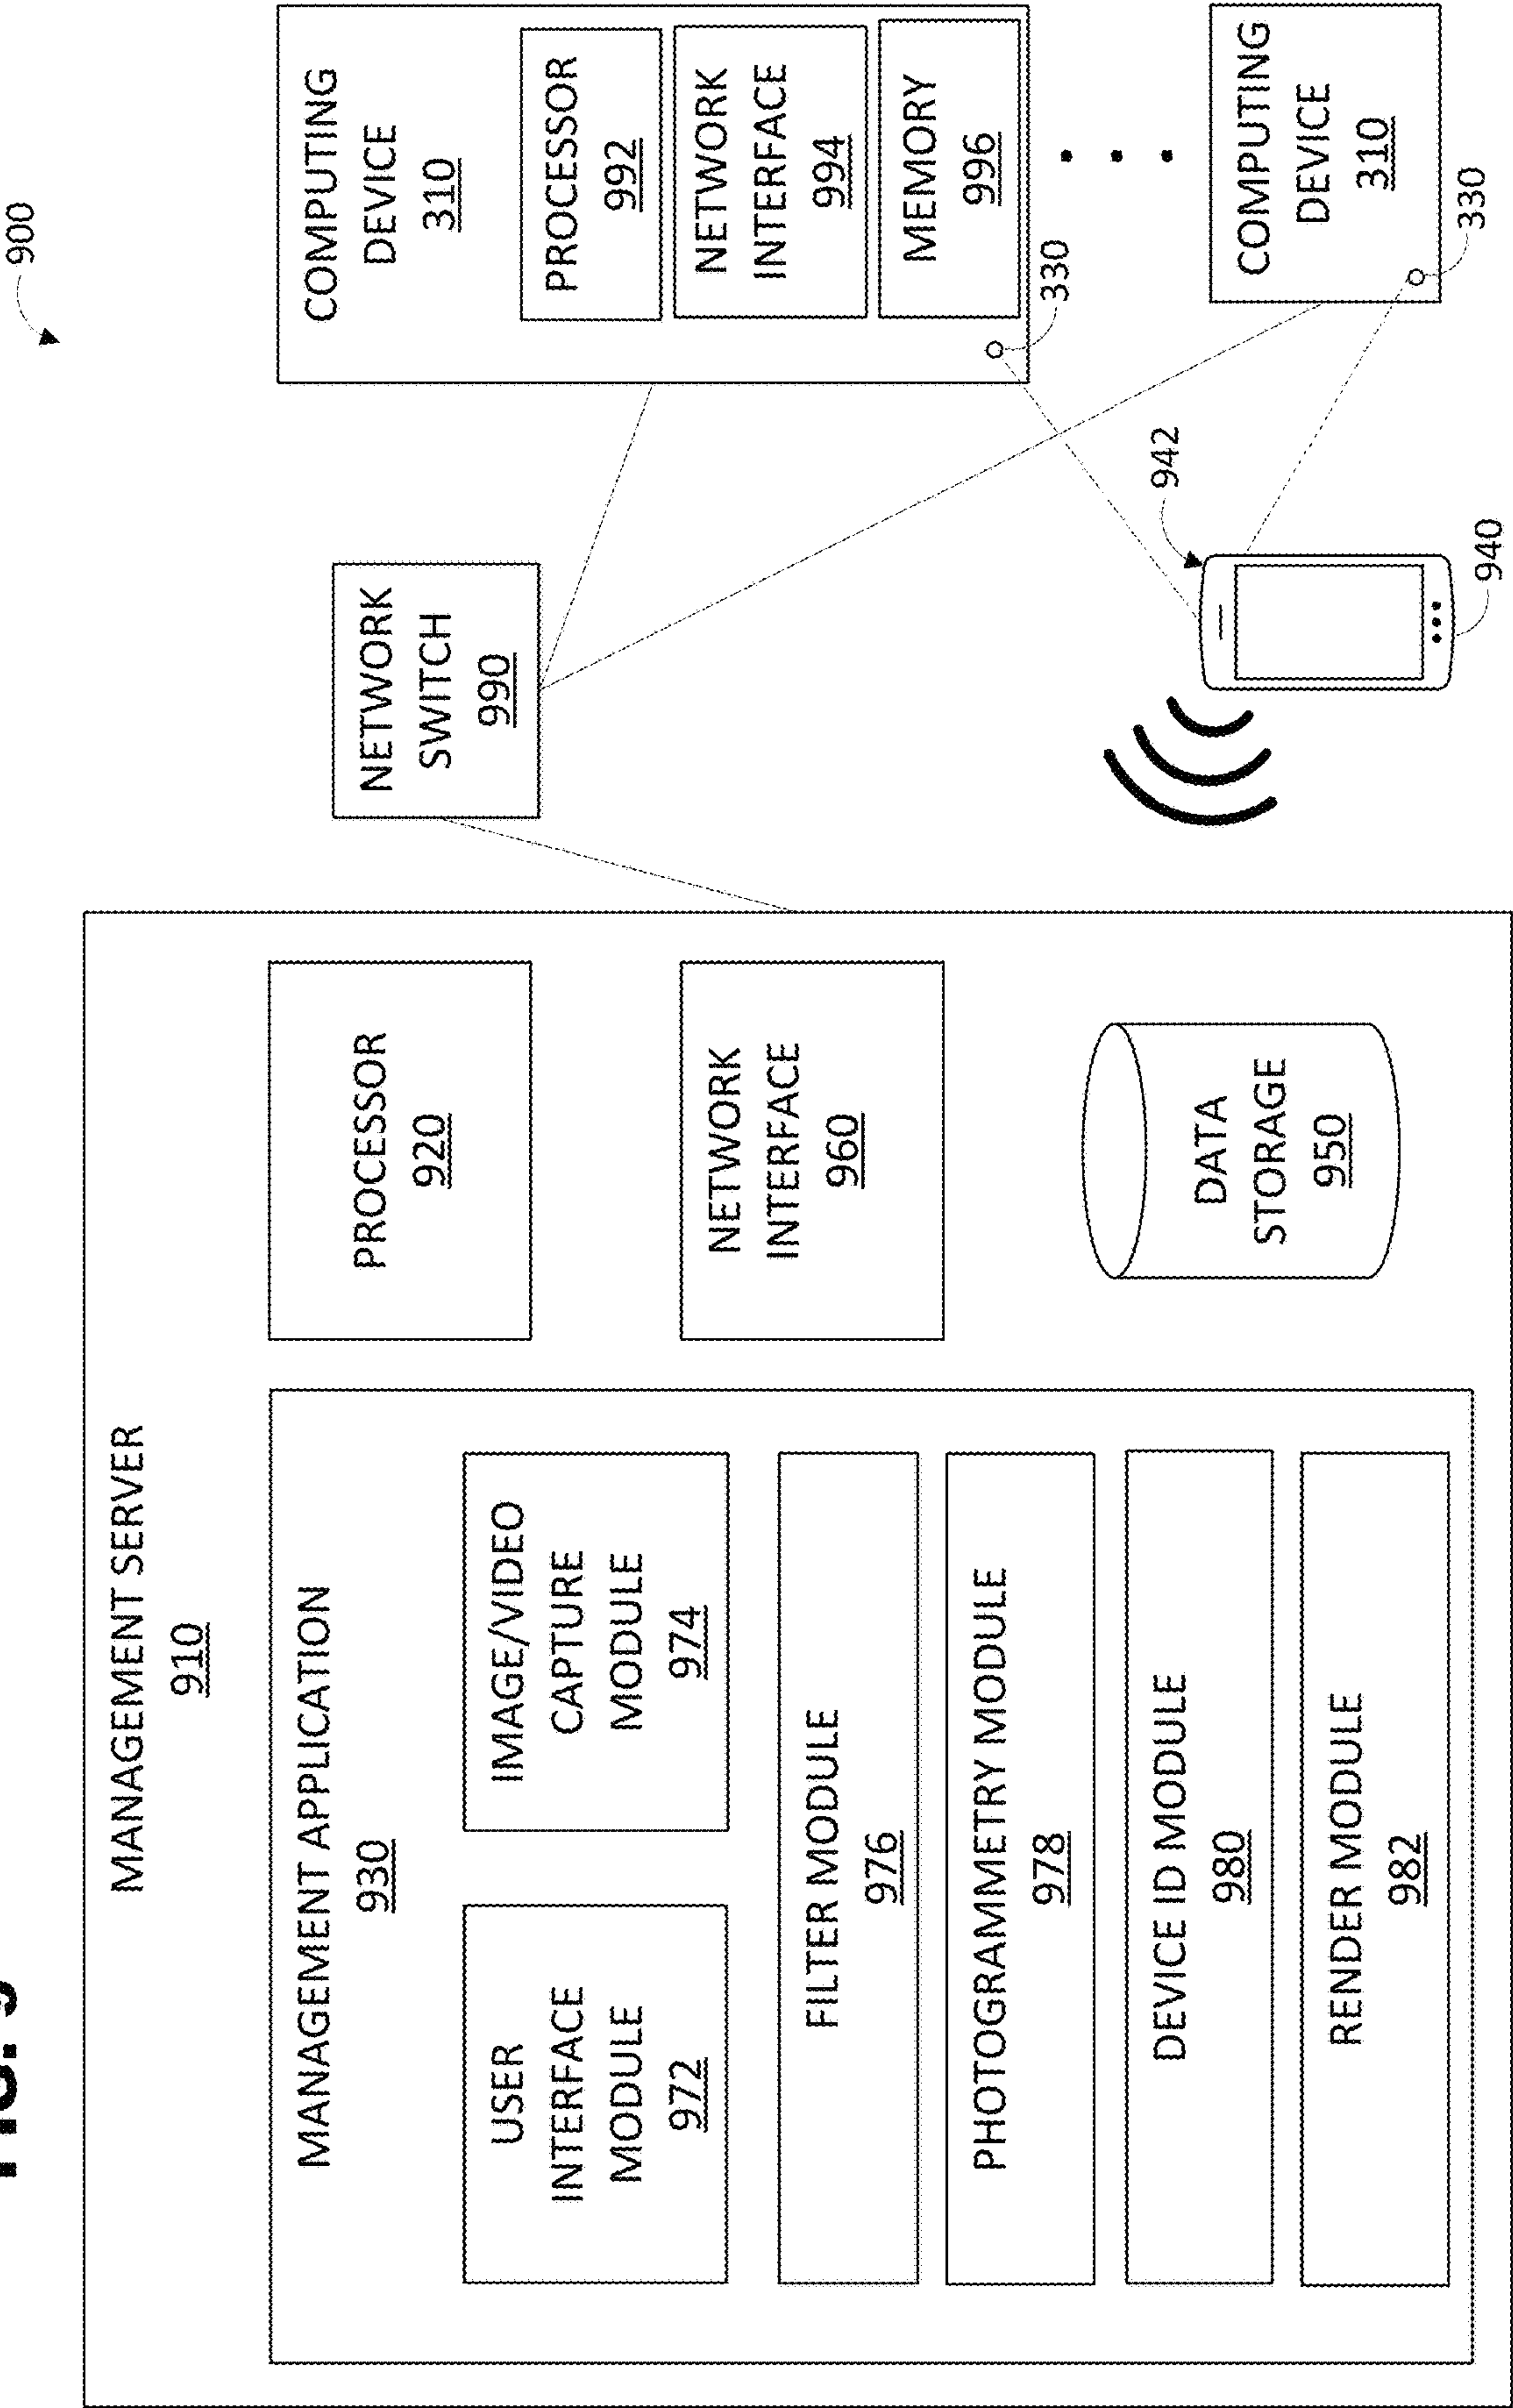 900
MANAGEMENT SERVER
910
MANAGEMENT APPLICATION
930
USER
INTERFACE
MODULE
972
IMAGE/VIDEO
CAPTURE
MODULE
974
FILTER MODULE
976
PHOTOGRAMMETRY MODULE
978
DEVICE ID MODULE
980
RENDER MODULE
982
PROCESSOR
920
NETWORK
INTERFACE
960
DATA
STORAGE
950
NETWORK
SWITCH
990
COMPUTING
DEVICE
310
PROCESSOR
992
NETWORK
INTERFACE
994
MEMORY
996
330
942
940
COMPUTING
DEVICE
310
330